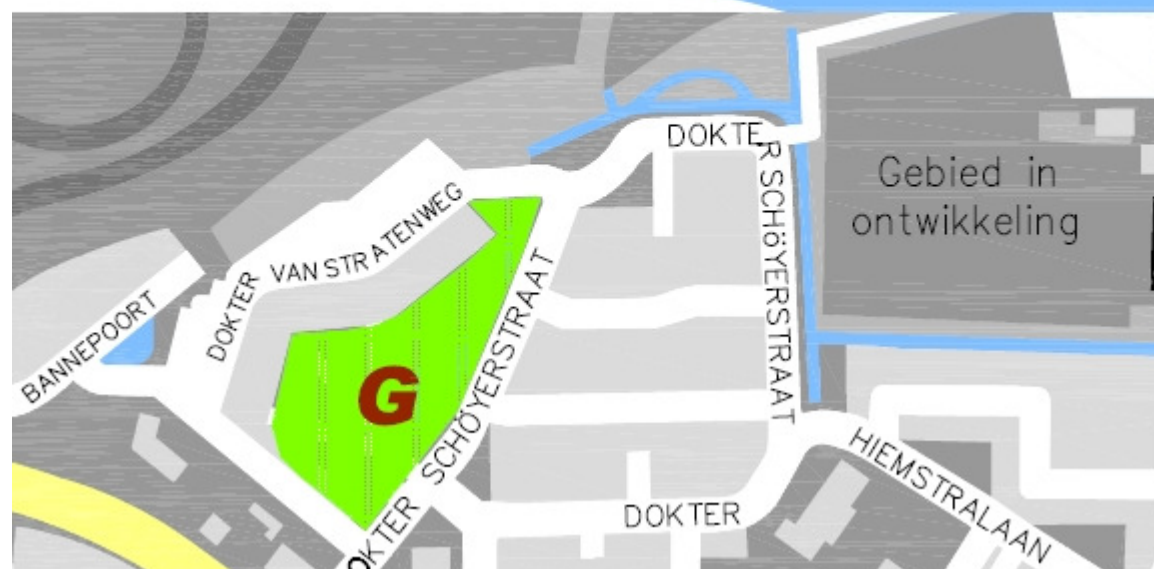 DOKTER SCHÖYERSTRAAT
Gebied in
ontwikkeling
DOKTER VAN STRATENWEG
BANNEPOORT
G
DOKTER SCHÖYERSTRAAT
DOKTER HIEMSTRALAAN